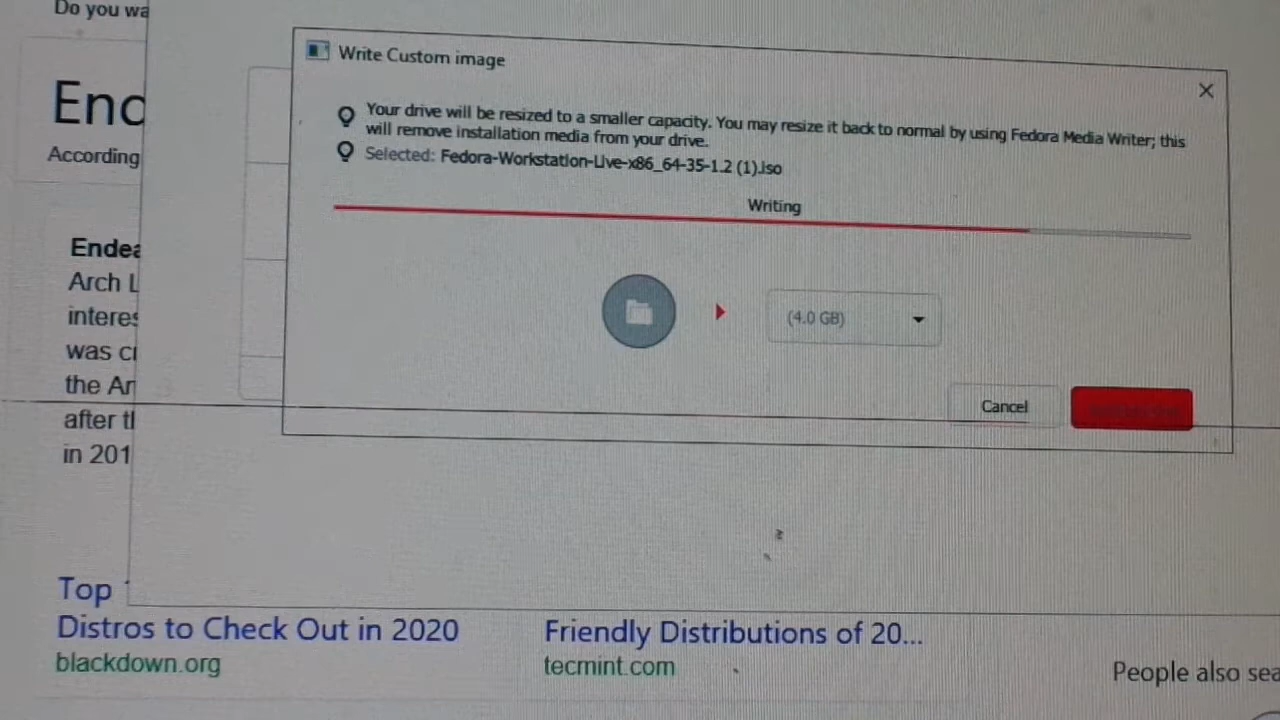 Do you wa
Write Custom image
Your drive will be resized to a smaller capacity. You may resize it back to normal by using Fedora Media Writer; this
will remove installation media from your drive.
Selected: Fedora-Workstation-Live-x86_64-35-1.2 (1).iso
Writing
(4.0 GB)
Cancel
According
Endea
Arch L
interes
was
the
after
in 201
Top
Distros to Check Out in 2020
blackdown.org
Friendly Distributions of 20...
tecmint.com
People also sea